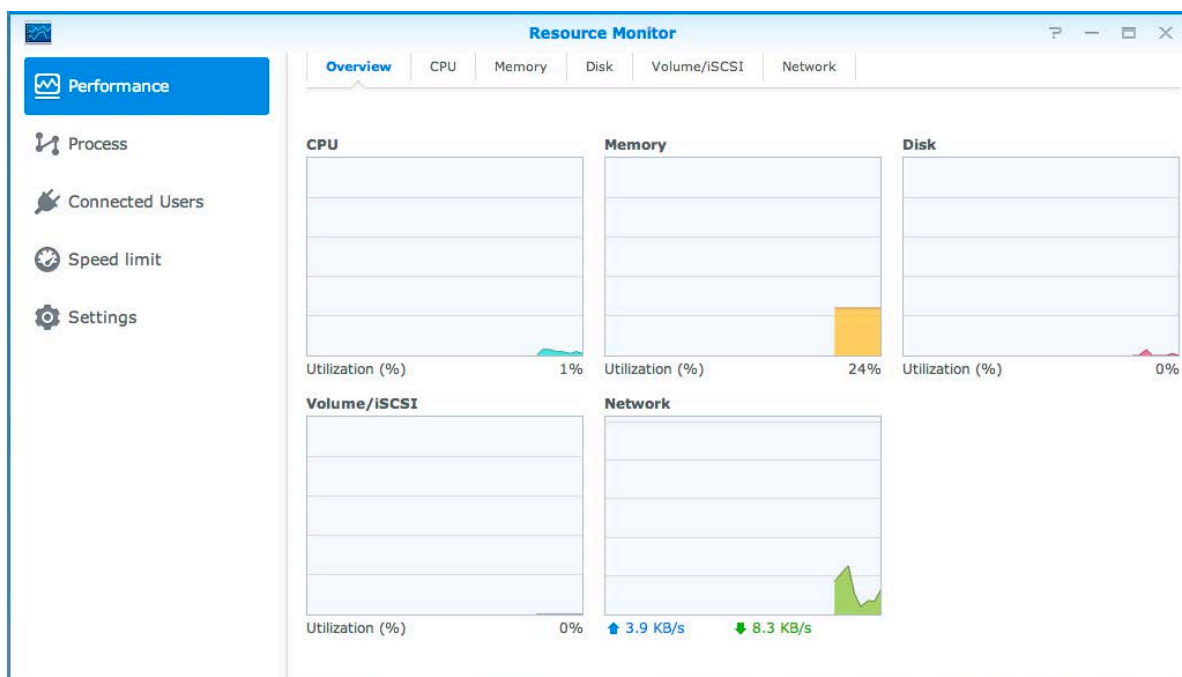 Resource Monitor
Performance
Process
Connected Users
Speed limit
Settings
Overview CPU Memory Disk Volume/iSCSI Network
CPU
Utilization (%) 1%
Memory
Utilization (%) 24%
Disk
Utilization (%) 0%
Volume/iSCSI
Utilization (%) 0%
Network
3.9 KB/s 8.3 KB/s